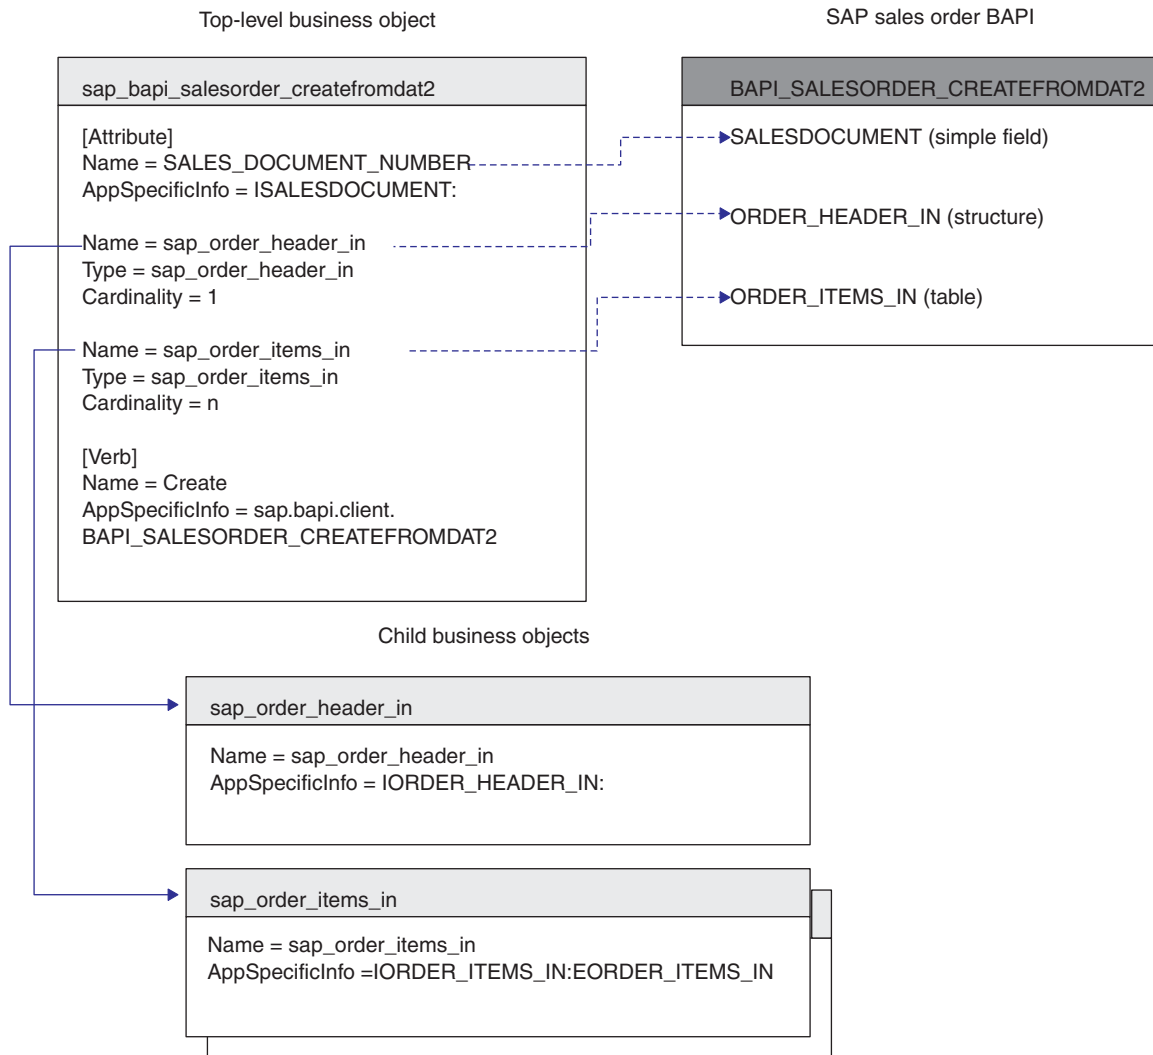 Top-level business object
SAP sales order BAPI
sap_bapi_salesorder_createfromdat2
[Attribute]
Name = SALES_DOCUMENT_NUMBER
AppSpecificInfo = ISALESDOCUMENT:
Name = sap_order_header_in
Type = sap_order_header_in
Cardinality = 1
Name = sap_order_items_in
Type = sap_order_items_in
Cardinality = n
[Verb]
Name = Create
AppSpecificInfo = sap.bapi.client.
BAPI_SALESORDER_CREATEFROMDAT2
BAPI_SALESORDER_CREATEFROMDAT2
SALESDOCUMENT (simple field)
ORDER_HEADER_IN (structure)
ORDER_ITEMS_IN (table)
Child business objects
sap_order_header_in
Name = sap_order_header_in
AppSpecificInfo = IORDER_HEADER_IN:
sap_order_items_in
Name = sap_order_items_in
AppSpecificInfo =IORDER_ITEMS_IN:EORDER_ITEMS_IN